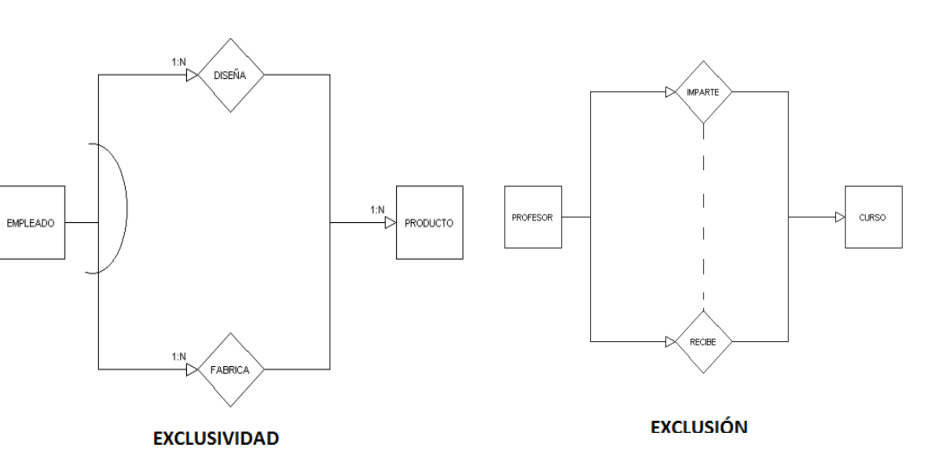 1:N
DISEÑA
EMPLEADO
1:N
PRODUCTO
1:N
FABRICA
EXCLUSIVIDAD
IMPARTE
PROFESOR
CURSO
RECIBE
EXCLUSIÓN